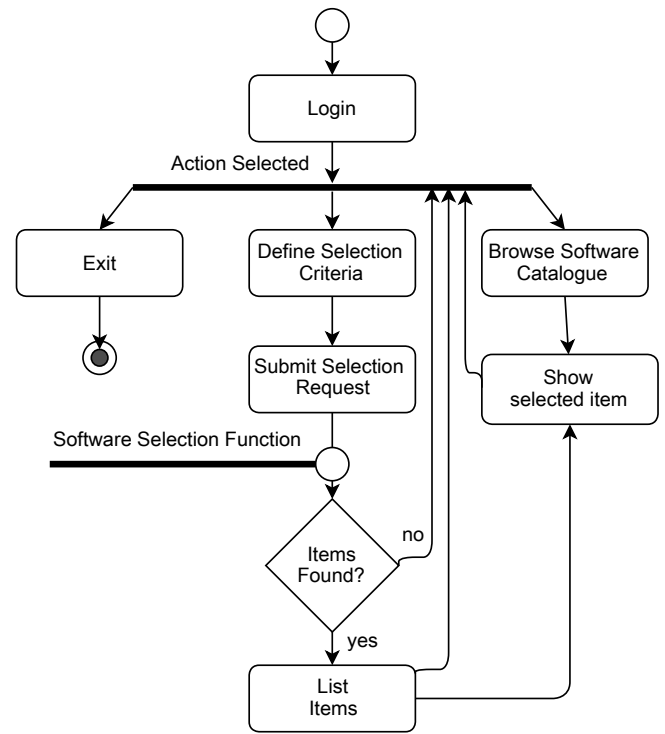 Login
Action Selected
Exit
Define Selection
Criteria
Browse Software
Catalogue
Submit Selection
Request
Show
selected item
Software Selection Function
no
Items
Found?
yes
List
Items